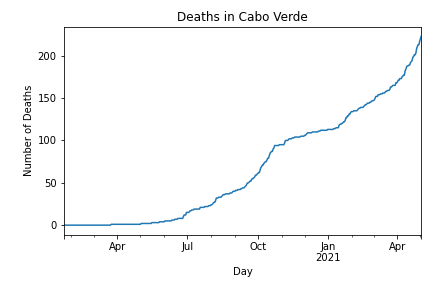 Deaths in Cabo Verde
Number of Deaths
200
150
100
50
0
Apr
Jul
Oct
Jan
2021
Apr
Day